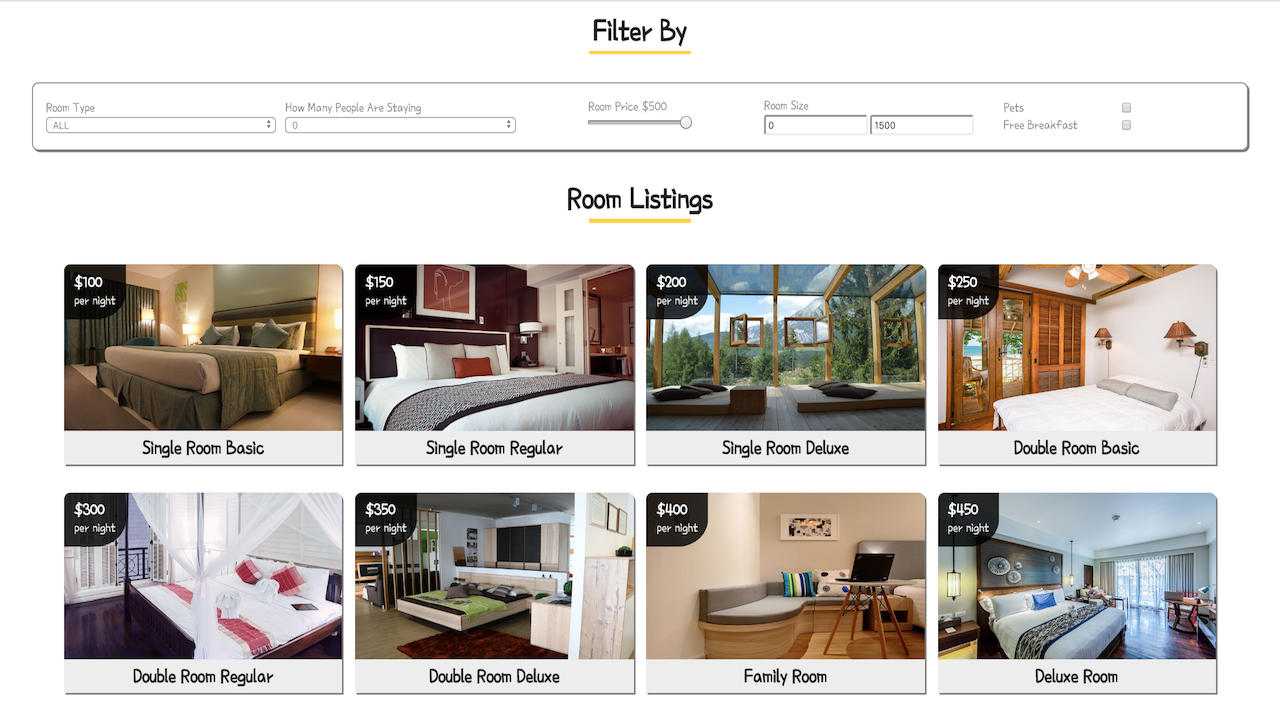 Filter By
Room Type
How Many People Are Staying
Room Price $500
Room Size
Pets
ALL
0
0
1500
Free Breakfast
Room Listings
$100
per night
$150
per night
$200
per night
$250
per night
Single Room Basic
Single Room Regular
Single Room Deluxe
Double Room Basic
$300
per night
$350
per night
$400
per night
$450
per night
Double Room Regular
Double Room Deluxe
Family Room
Deluxe Room